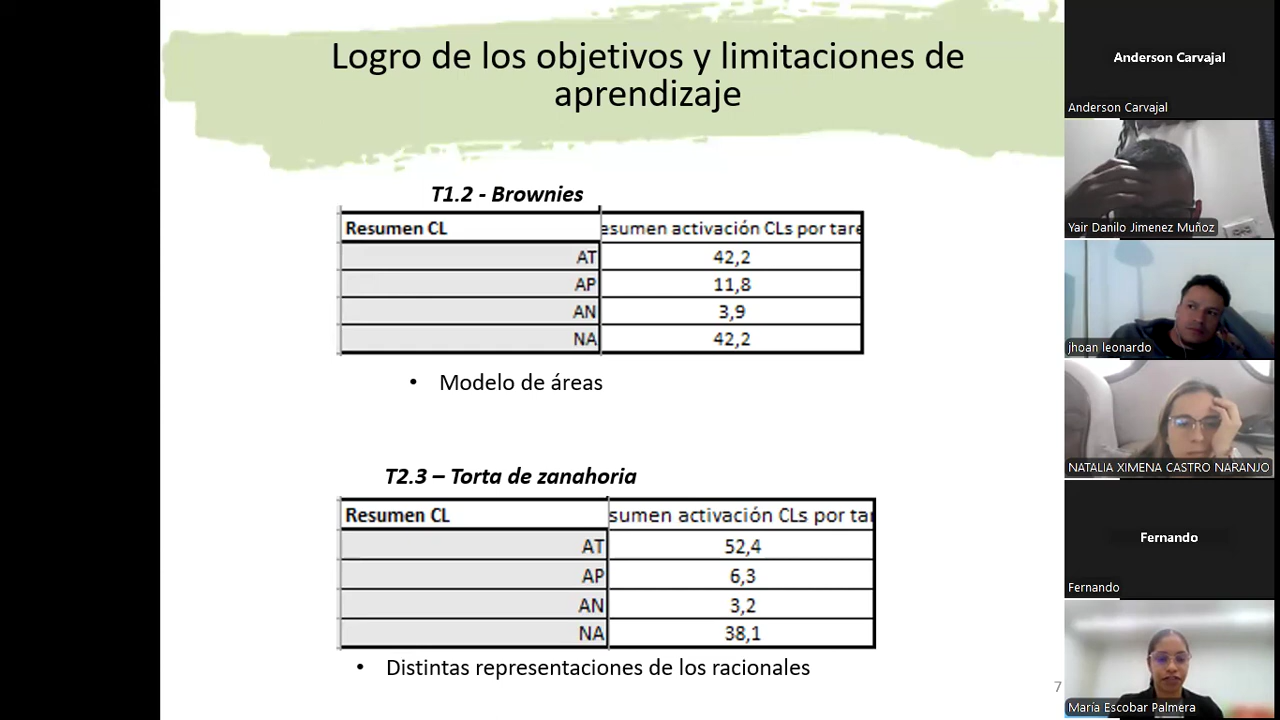 Logro de los objetivos y limitaciones de
aprendizaje
T1.2 - Brownies
Resumen CL esumen activación CLs por tare
AT 42,2
AP 11,8
AN 3,9
NA 42,2
• Modelo de áreas
T2.3 – Torta de zanahoria
Resumen CL sumen activación CLs por tar
AT 52,4
AP 6,3
AN 3,2
NA 38,1
• Distintas representaciones de los racionales
7
Anderson Carvajal
Anderson Carvajal
Yair Danilo Jimenez Muñoz
jhoan leonardo
NATALIA XIMENA CASTRO NARANJO
Fernando
Fernando
María Escobar Palmera